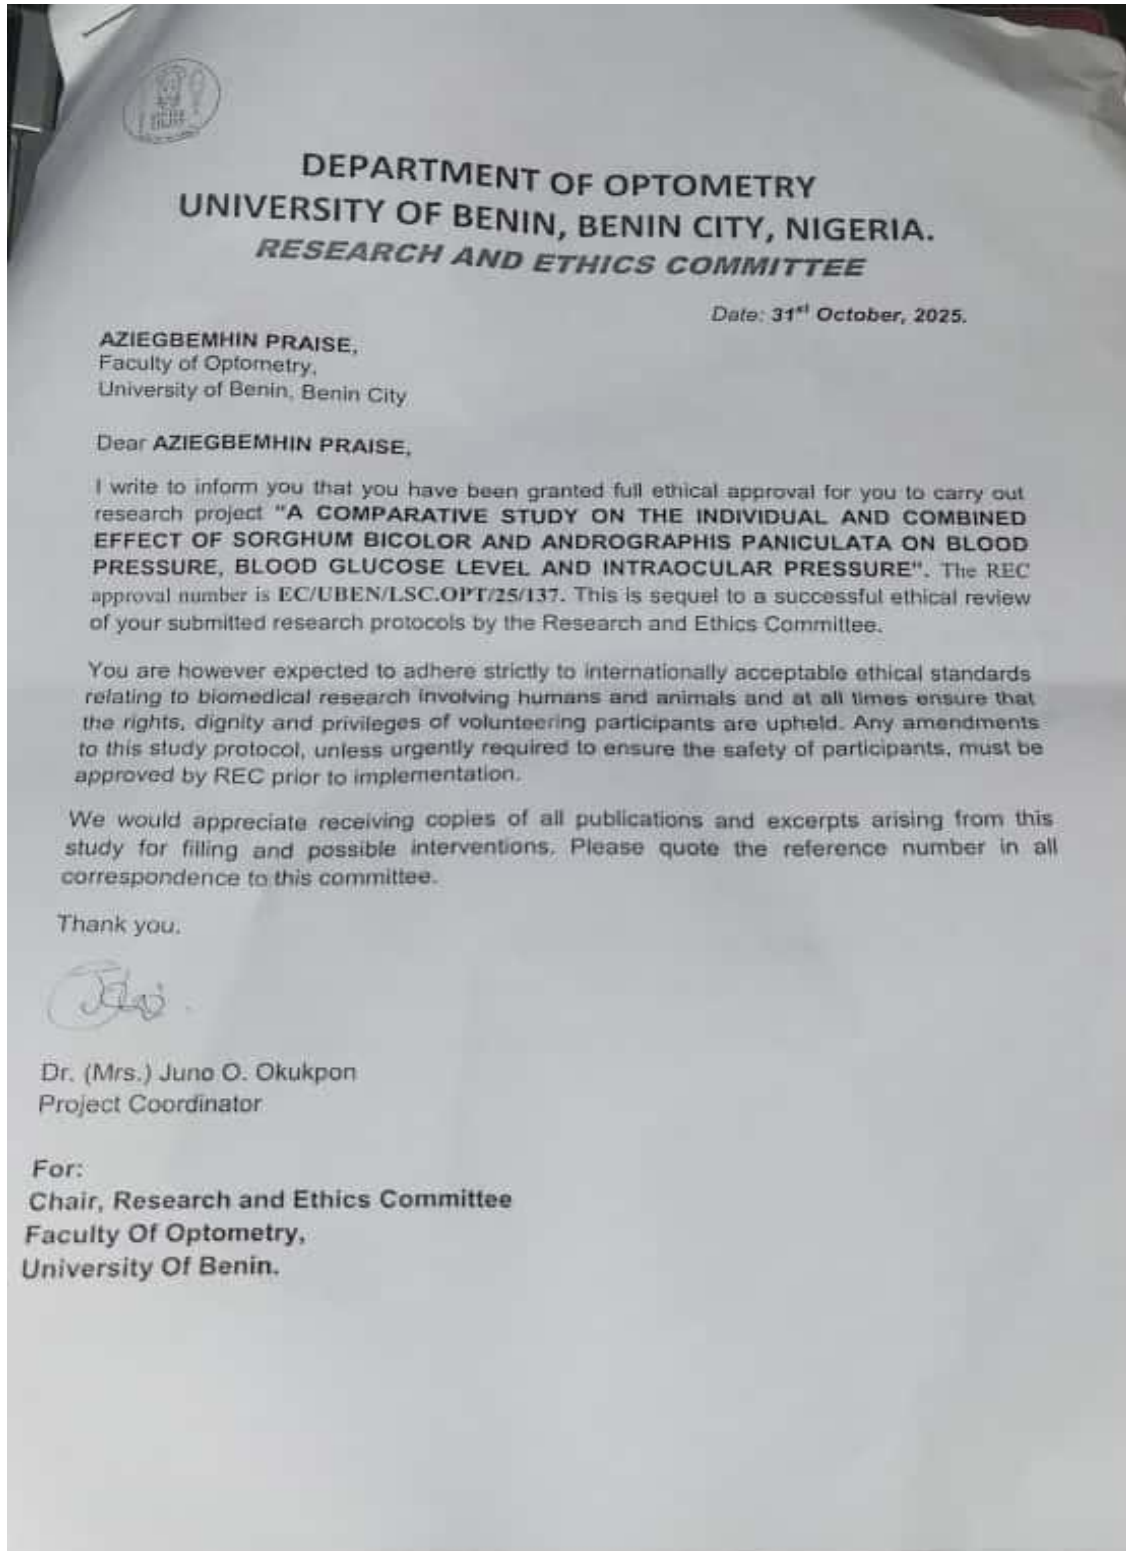 DEPARTMENT OF OPTOMETRY
UNIVERSITY OF BENIN, BENIN CITY, NIGERIA.
RESEARCH AND ETHICS COMMITTEE
Date: 31st October, 2025.
AZIEGBEMHIN PRAISE,
Faculty of Optometry,
University of Benin, Benin City
Dear AZIEGBEMHIN PRAISE,
I write to inform you that you have been granted full ethical approval for you to carry out
research project "A COMPARATIVE STUDY ON THE INDIVIDUAL AND COMBINED
EFFECT OF SORGHUM BICOLOR AND ANDROGRAPHIS PANICULATA ON BLOOD
PRESSURE, BLOOD GLUCOSE LEVEL AND INTRAOCULAR PRESSURE". The REC
approval number is EC/UBEN/LSC.OPT/25/137. This is sequel to a successful ethical review
of your submitted research protocols by the Research and Ethics Committee.
You are however expected to adhere strictly to internationally acceptable ethical standards
relating to biomedical research involving humans and animals and at all times ensure that
the rights, dignity and privileges of volunteering participants are upheld. Any amendments
to this study protocol, unless urgently required to ensure the safety of participants, must be
approved by REC prior to implementation.
We would appreciate receiving copies of all publications and excerpts arising from this
study for filling and possible interventions. Please quote the reference number in all
correspondence to this committee.
Thank you.
Dr. (Mrs.) Juno O. Okukpon
Project Coordinator
For:
Chair, Research and Ethics Committee
Faculty Of Optometry,
University Of Benin.